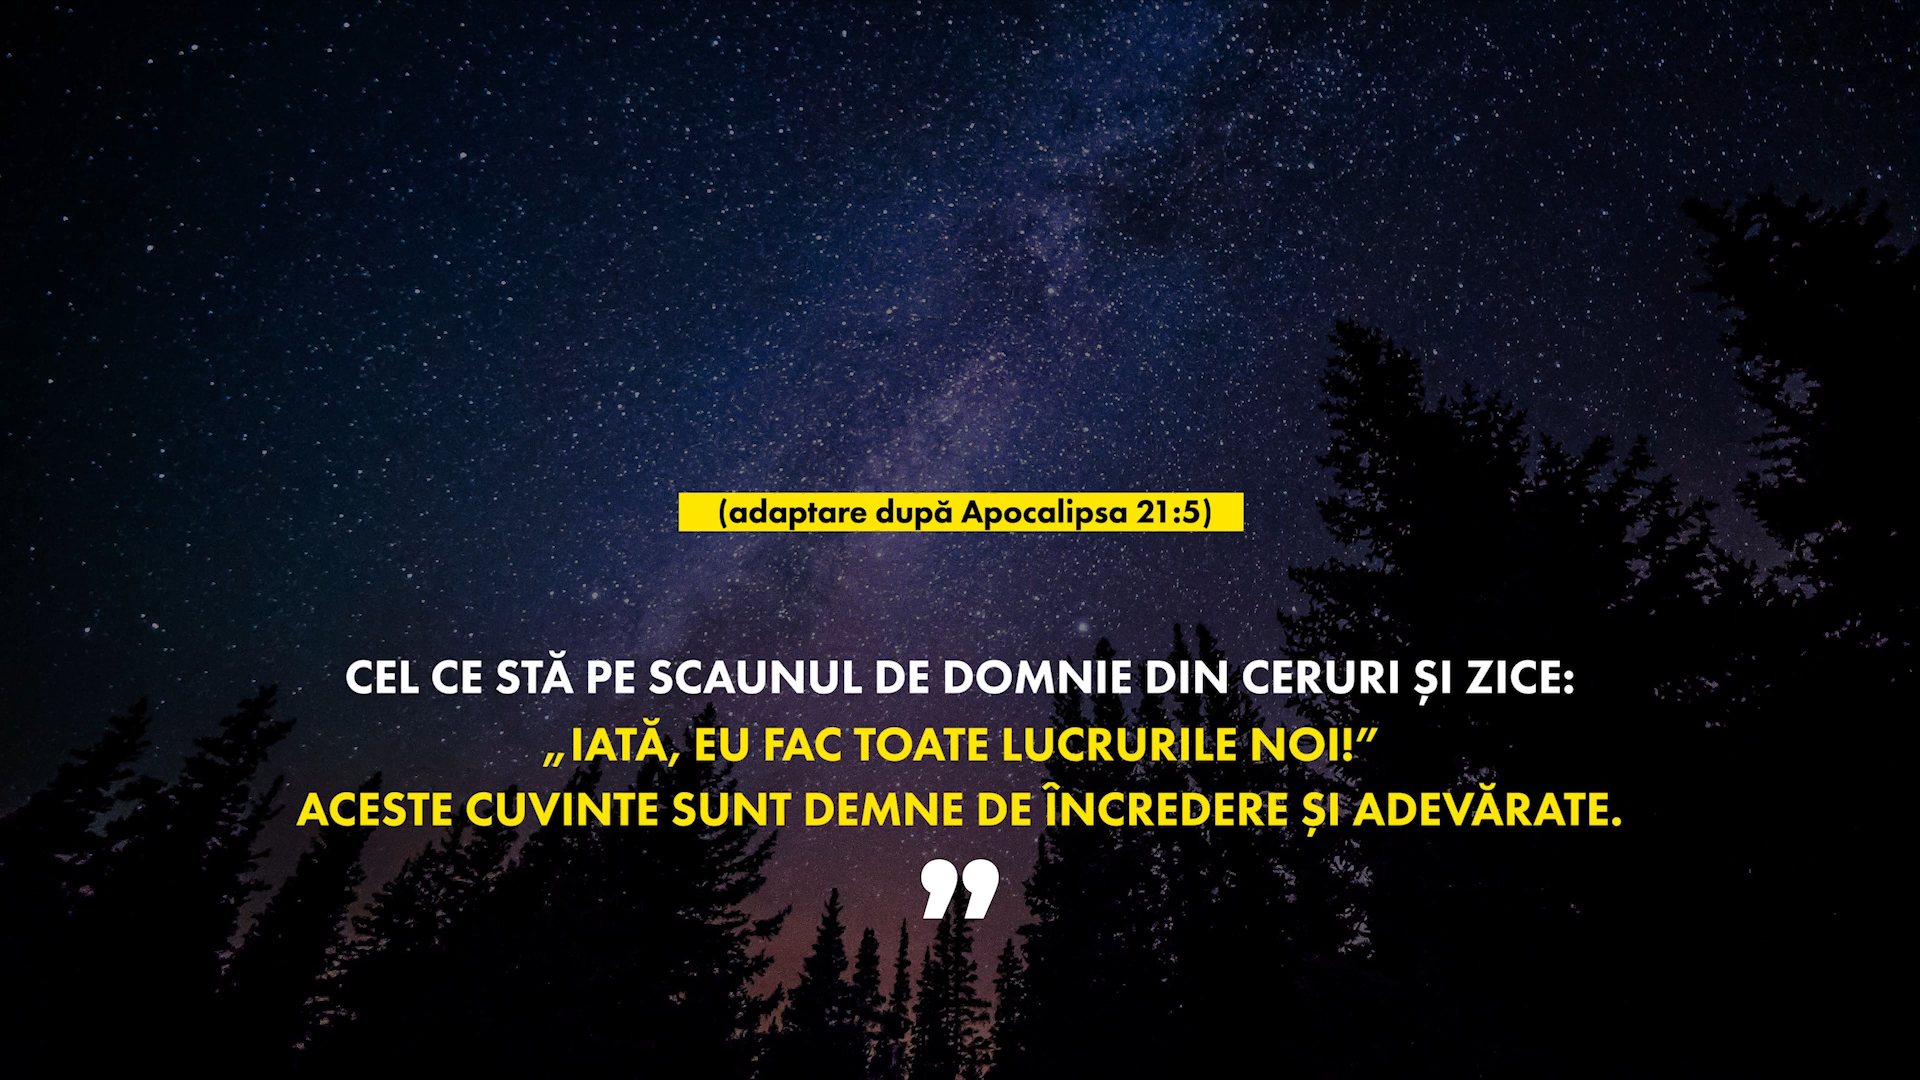 (adaptare după Apocalipsa 21:5)
CEL CE STĂ PE SCAUNUL DE DOMNIE DIN CERURI ȘI ZICE:
„IATĂ, EU FAC TOATE LUCRURILE NOI!”
ACESTE CUVINTE SUNT DEMNE DE ÎNCREDERE ȘI ADEVĂRATE.
”